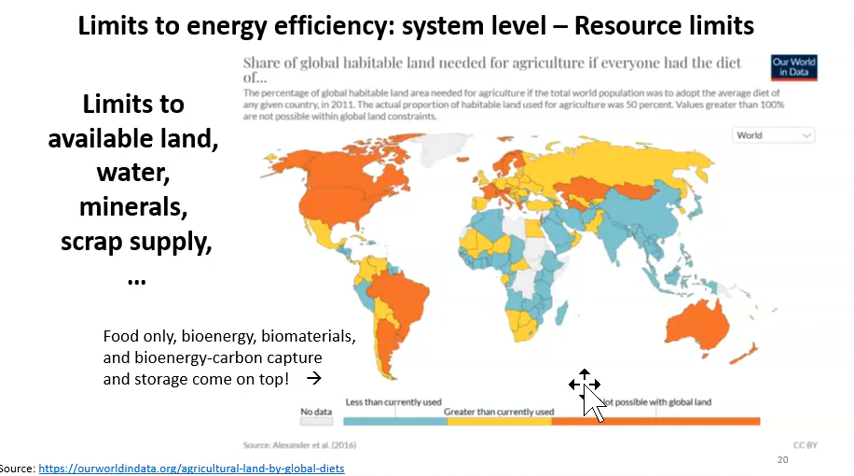 Limits to energy efficiency: system level – Resource limits
Limits to
available land,
water,
minerals,
scrap supply,
...
Food only, bioenergy, biomaterials,
and bioenergy-carbon capture
and storage come on top! →
Share of global habitable land needed for agriculture if everyone had the diet
of...
Our World
in Data
The percentage of global habitable land area needed for agriculture if the total world population was to adopt the average diet of
any given country, in 2011. The actual proportion of habitable land used for agriculture was 50 percent. Values greater than 100%
are not possible within global land constraints.
World
No data
Less than currently used
Greater than currently used
ot possible with global land
Source: Alexander et al. (2016)
CC BY
20
Source: https://ourworldindata.org/agricultural-land-by-global-diets